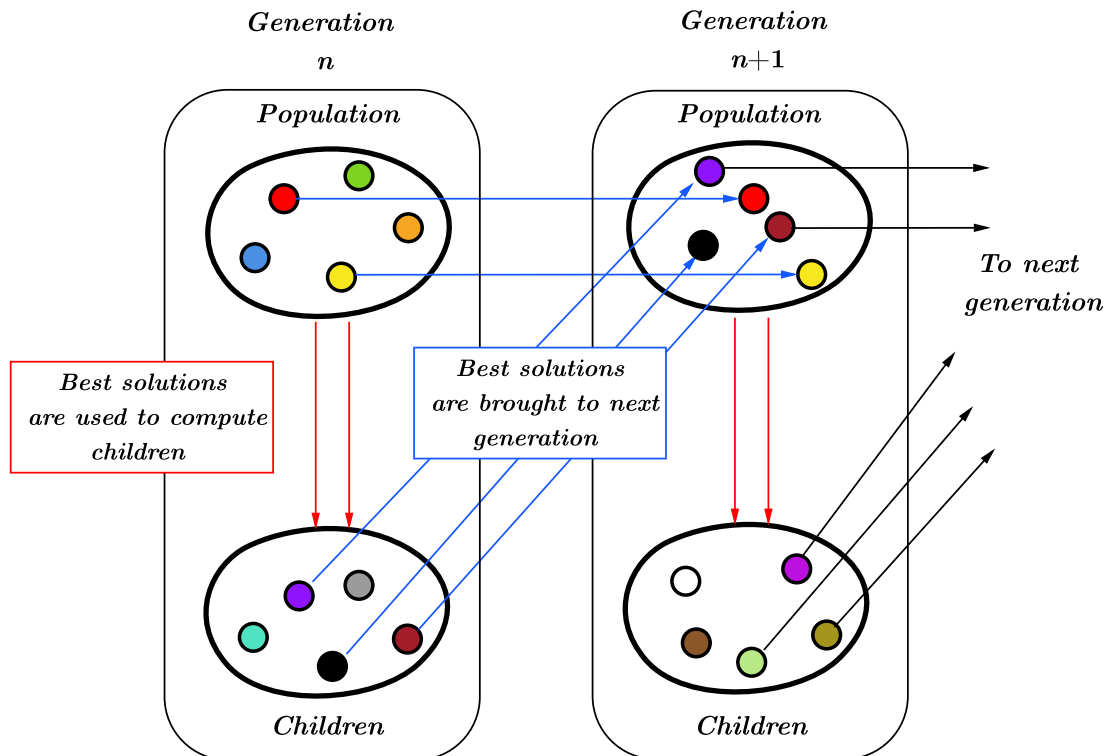 Generation
n
Generation
n+1
Population
Population
To next
generation
Best solutions
are used to compute
children
Best solutions
are brought to next
generation
Children
Children